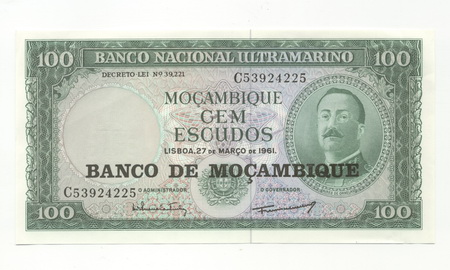 100 BANCO NACIONAL ULTRAMARINO 100
DECRETO-LEI Nº 39.221 C53924225
MOÇAMBIQUE
CEM
ESCUDOS
LISBOA, 27 DE MARÇO DE 1961.
BANCO DE MOÇAMBIQUE
C53924225 O ADMINISTRADOR O GOVERNADOR
100 100